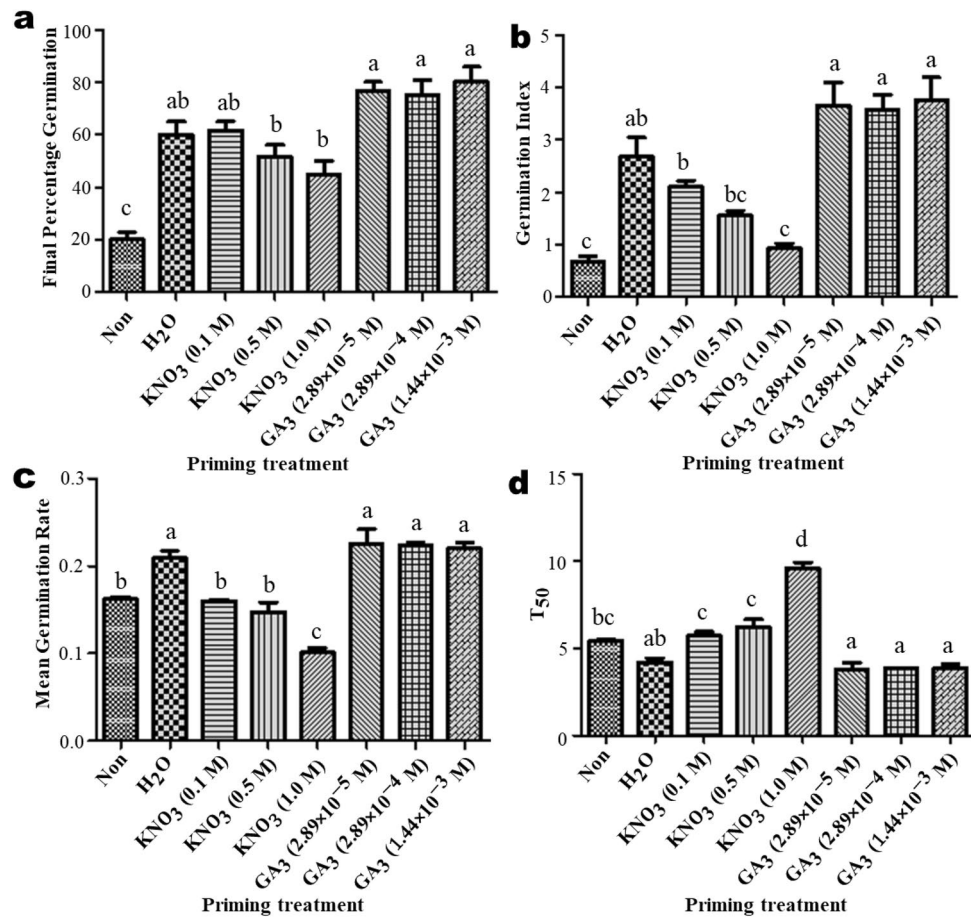 a
Final Percentage Germination
100
80
60
40
20
0
c
ab
ab
b
b
a
a
a
Non
H₂O
KNO₃ (0.1 M)
KNO₃ (0.5 M)
KNO₃ (1.0 M)
GA₃ (2.89×10⁻⁵ M)
GA₃ (2.89×10⁻⁴ M)
GA₃ (1.44×10⁻³ M)
Priming treatment
b
Germination Index
5
4
3
2
1
0
c
ab
b
bc
c
a
a
a
Non
H₂O
KNO₃ (0.1 M)
KNO₃ (0.5 M)
KNO₃ (1.0 M)
GA₃ (2.89×10⁻⁵ M)
GA₃ (2.89×10⁻⁴ M)
GA₃ (1.44×10⁻³ M)
Priming treatment
c
Mean Germination Rate
0.3
0.2
0.1
0.0
b
a
b
b
c
a
a
a
Non
H₂O
KNO₃ (0.1 M)
KNO₃ (0.5 M)
KNO₃ (1.0 M)
GA₃ (2.89×10⁻⁵ M)
GA₃ (2.89×10⁻⁴ M)
GA₃ (1.44×10⁻³ M)
Priming treatment
d
T₅₀
15
10
5
0
bc
ab
c
c
d
a
a
a
Non
H₂O
KNO₃ (0.1 M)
KNO₃ (0.5 M)
KNO₃ (1.0 M)
GA₃ (2.89×10⁻⁵ M)
GA₃ (2.89×10⁻⁴ M)
GA₃ (1.44×10⁻³ M)
Priming treatment